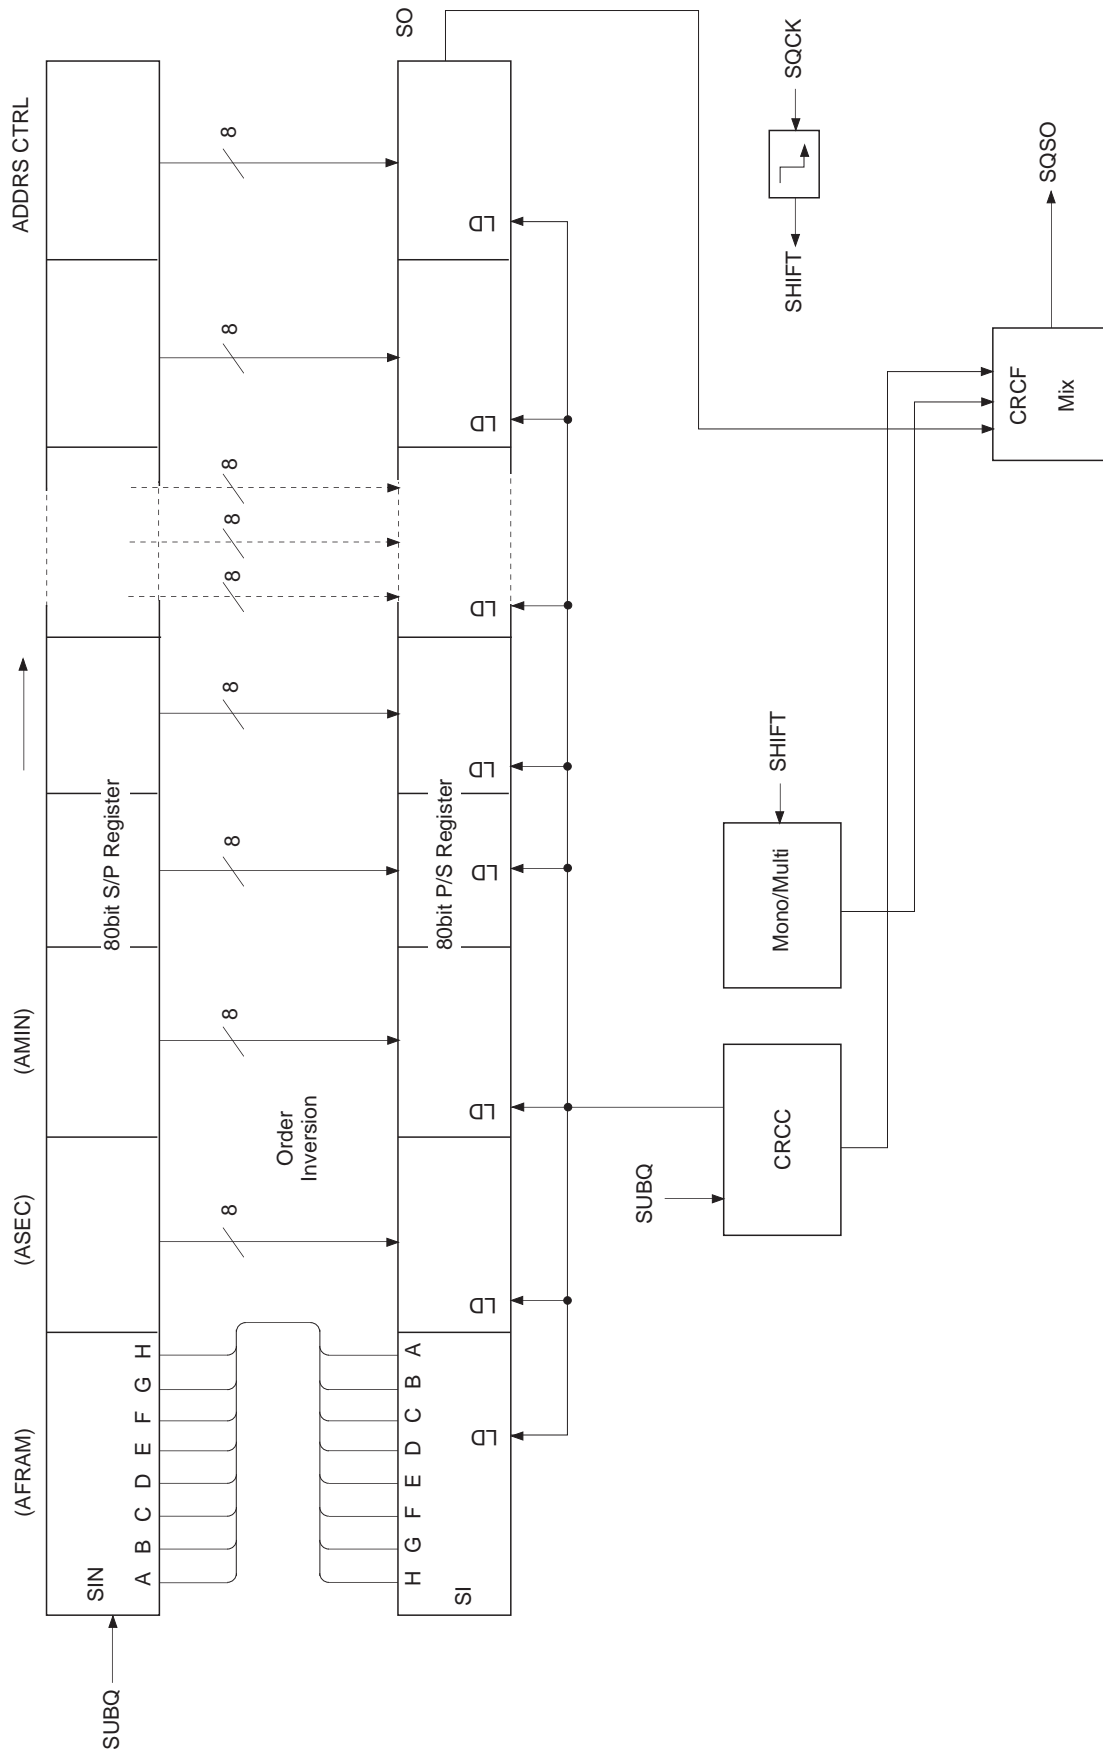 ADDRS CTRL
(AMIN)
(ASEC)
(AFRAM)
SUBQ
SIN
A B C D E F G H
80bit S/P Register
8
8
8
8
8
8
8
8
8
Order
Inversion
H G F E D C B A
SI
80bit P/S Register
SO
LD
LD
LD
LD
LD
LD
LD
LD
SUBQ
CRCC
Mono/Multi
SHIFT
SHIFT
SQCK
CRCF
Mix
SQSO